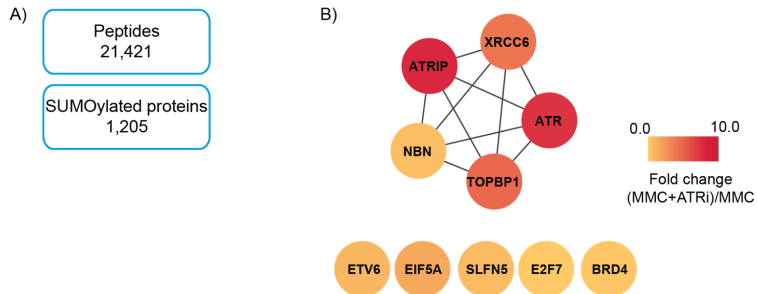 A)
Peptides
21,421
SUMOylated proteins
1,205
B)
XRCC6
ATRIP
ATR
NBN
TOPBP1
0.0
10.0
Fold change
(MMC+ATRi)/MMC
ETV6
EIF5A
SLFN5
E2F7
BRD4